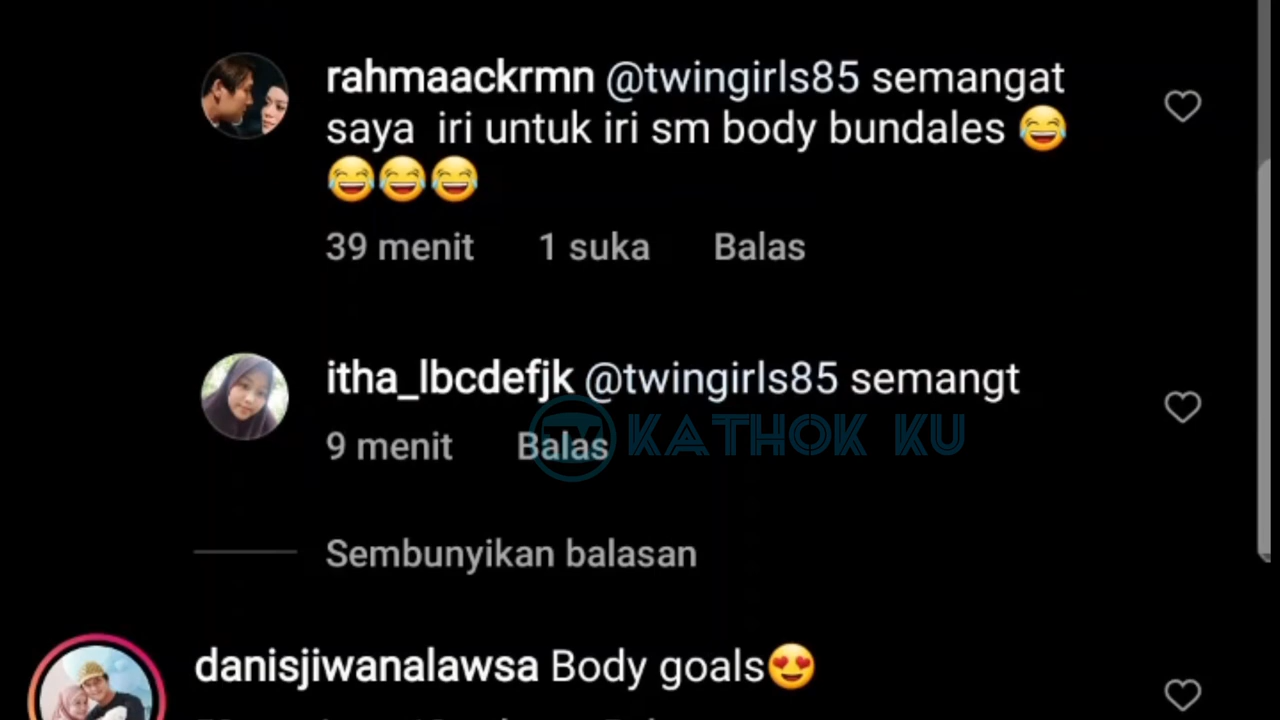 rahmaackrmn @twingirls85 semangat
saya iri untuk iri sm body bundales 😂
😂😂😂
39 menit 1 suka Balas
itha_lbcdefjk @twingirls85 semangt
9 menit Balas
TV KATHOK KU
Sembunyikan balasan
danisjiwanalawsa Body goals😍